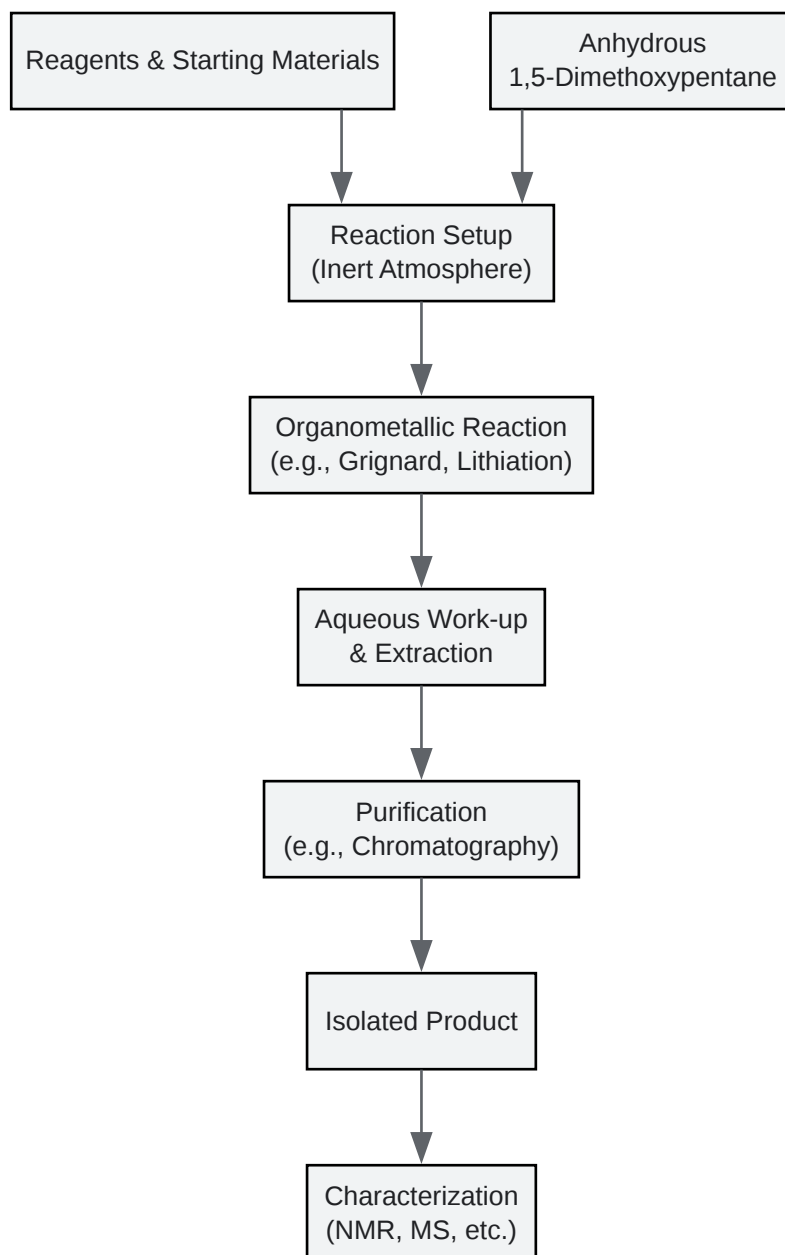 Reagents & Starting Materials
Anhydrous
1,5-Dimethoxypentane
Reaction Setup
(Inert Atmosphere)
Organometallic Reaction
(e.g., Grignard, Lithiation)
Aqueous Work-up
& Extraction
Purification
(e.g., Chromatography)
Isolated Product
Characterization
(NMR, MS, etc.)